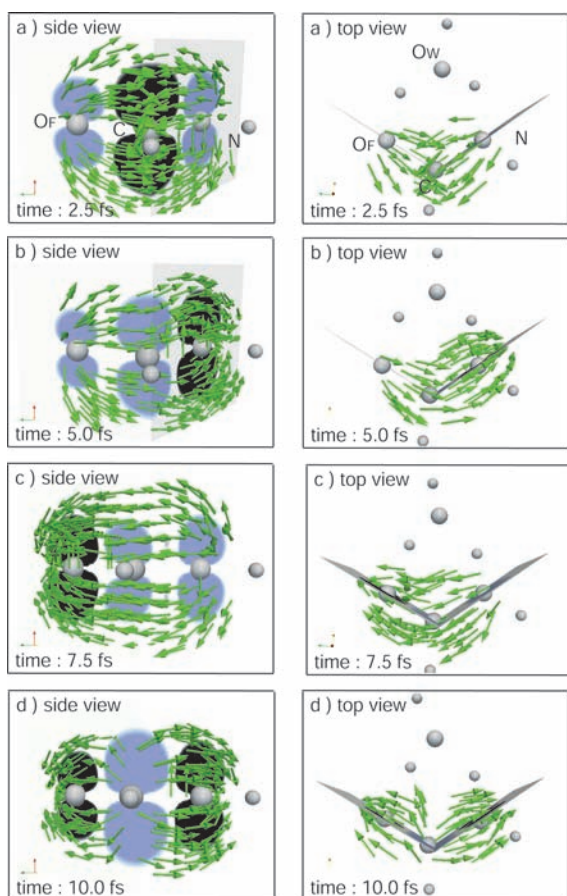 a ) side view
OF
C
N
time : 2.5 fs
a ) top view
OW
OF
N
C
time : 2.5 fs
b ) side view
time : 5.0 fs
b ) top view
time : 5.0 fs
c ) side view
time : 7.5 fs
c ) top view
time : 7.5 fs
d ) side view
time : 10.0 fs
d ) top view
time : 10.0 fs